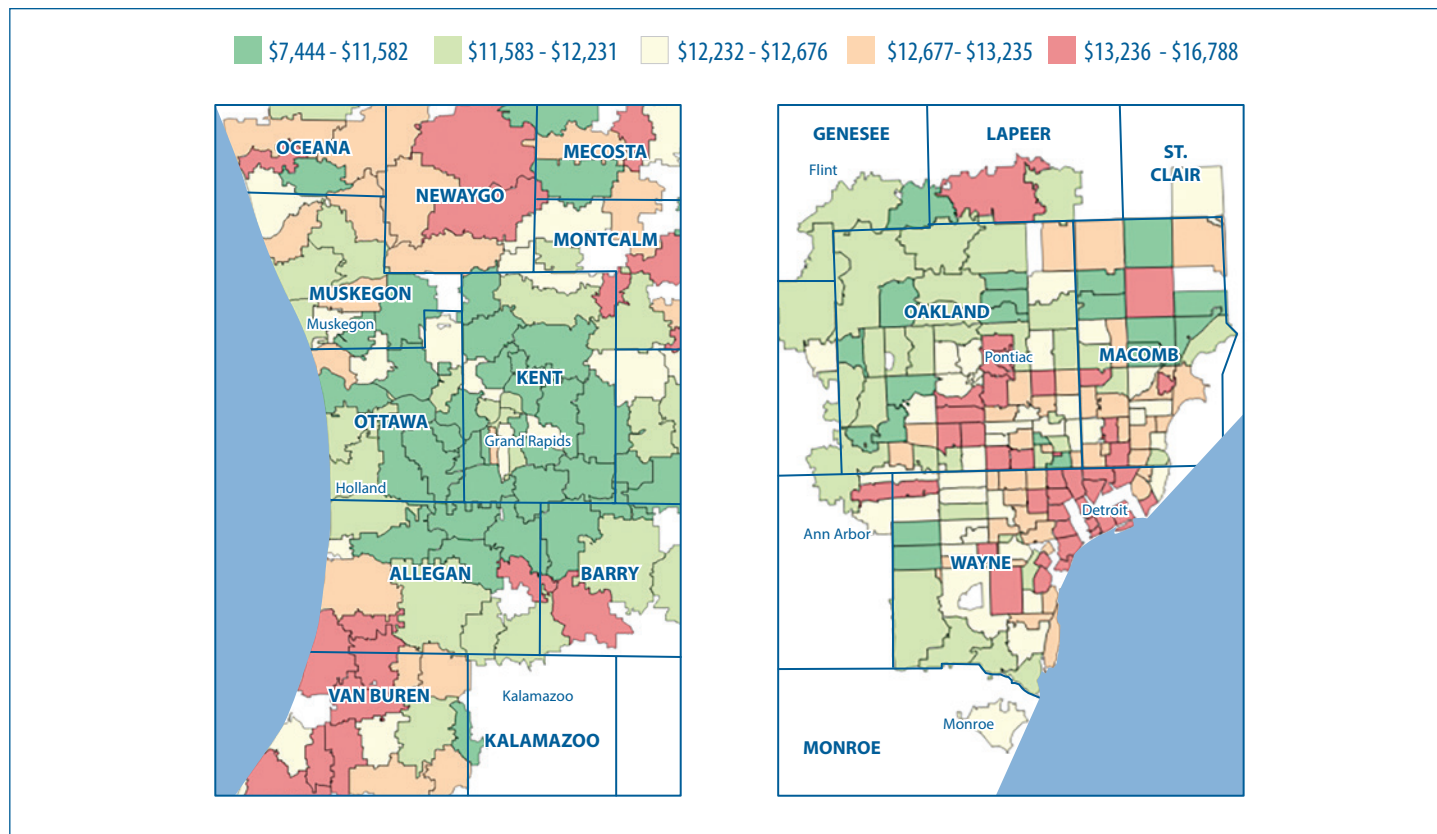 $7,444 - $11,582 $11,583 - $12,231 $12,232 - $12,676 $12,677- $13,235 $13,236 - $16,788
OCEANA
MECOSTA
NEWAYGO
MONTCALM
MUSKEGON
Muskegon
KENT
OTTAWA
Grand Rapids
Holland
ALLEGAN
BARRY
VAN BUREN
Kalamazoo
KALAMAZOO
GENESEE
LAPEER
ST.
CLAIR
Flint
OAKLAND
Pontiac
MACOMB
Detroit
Ann Arbor
WAYNE
Monroe
MONROE